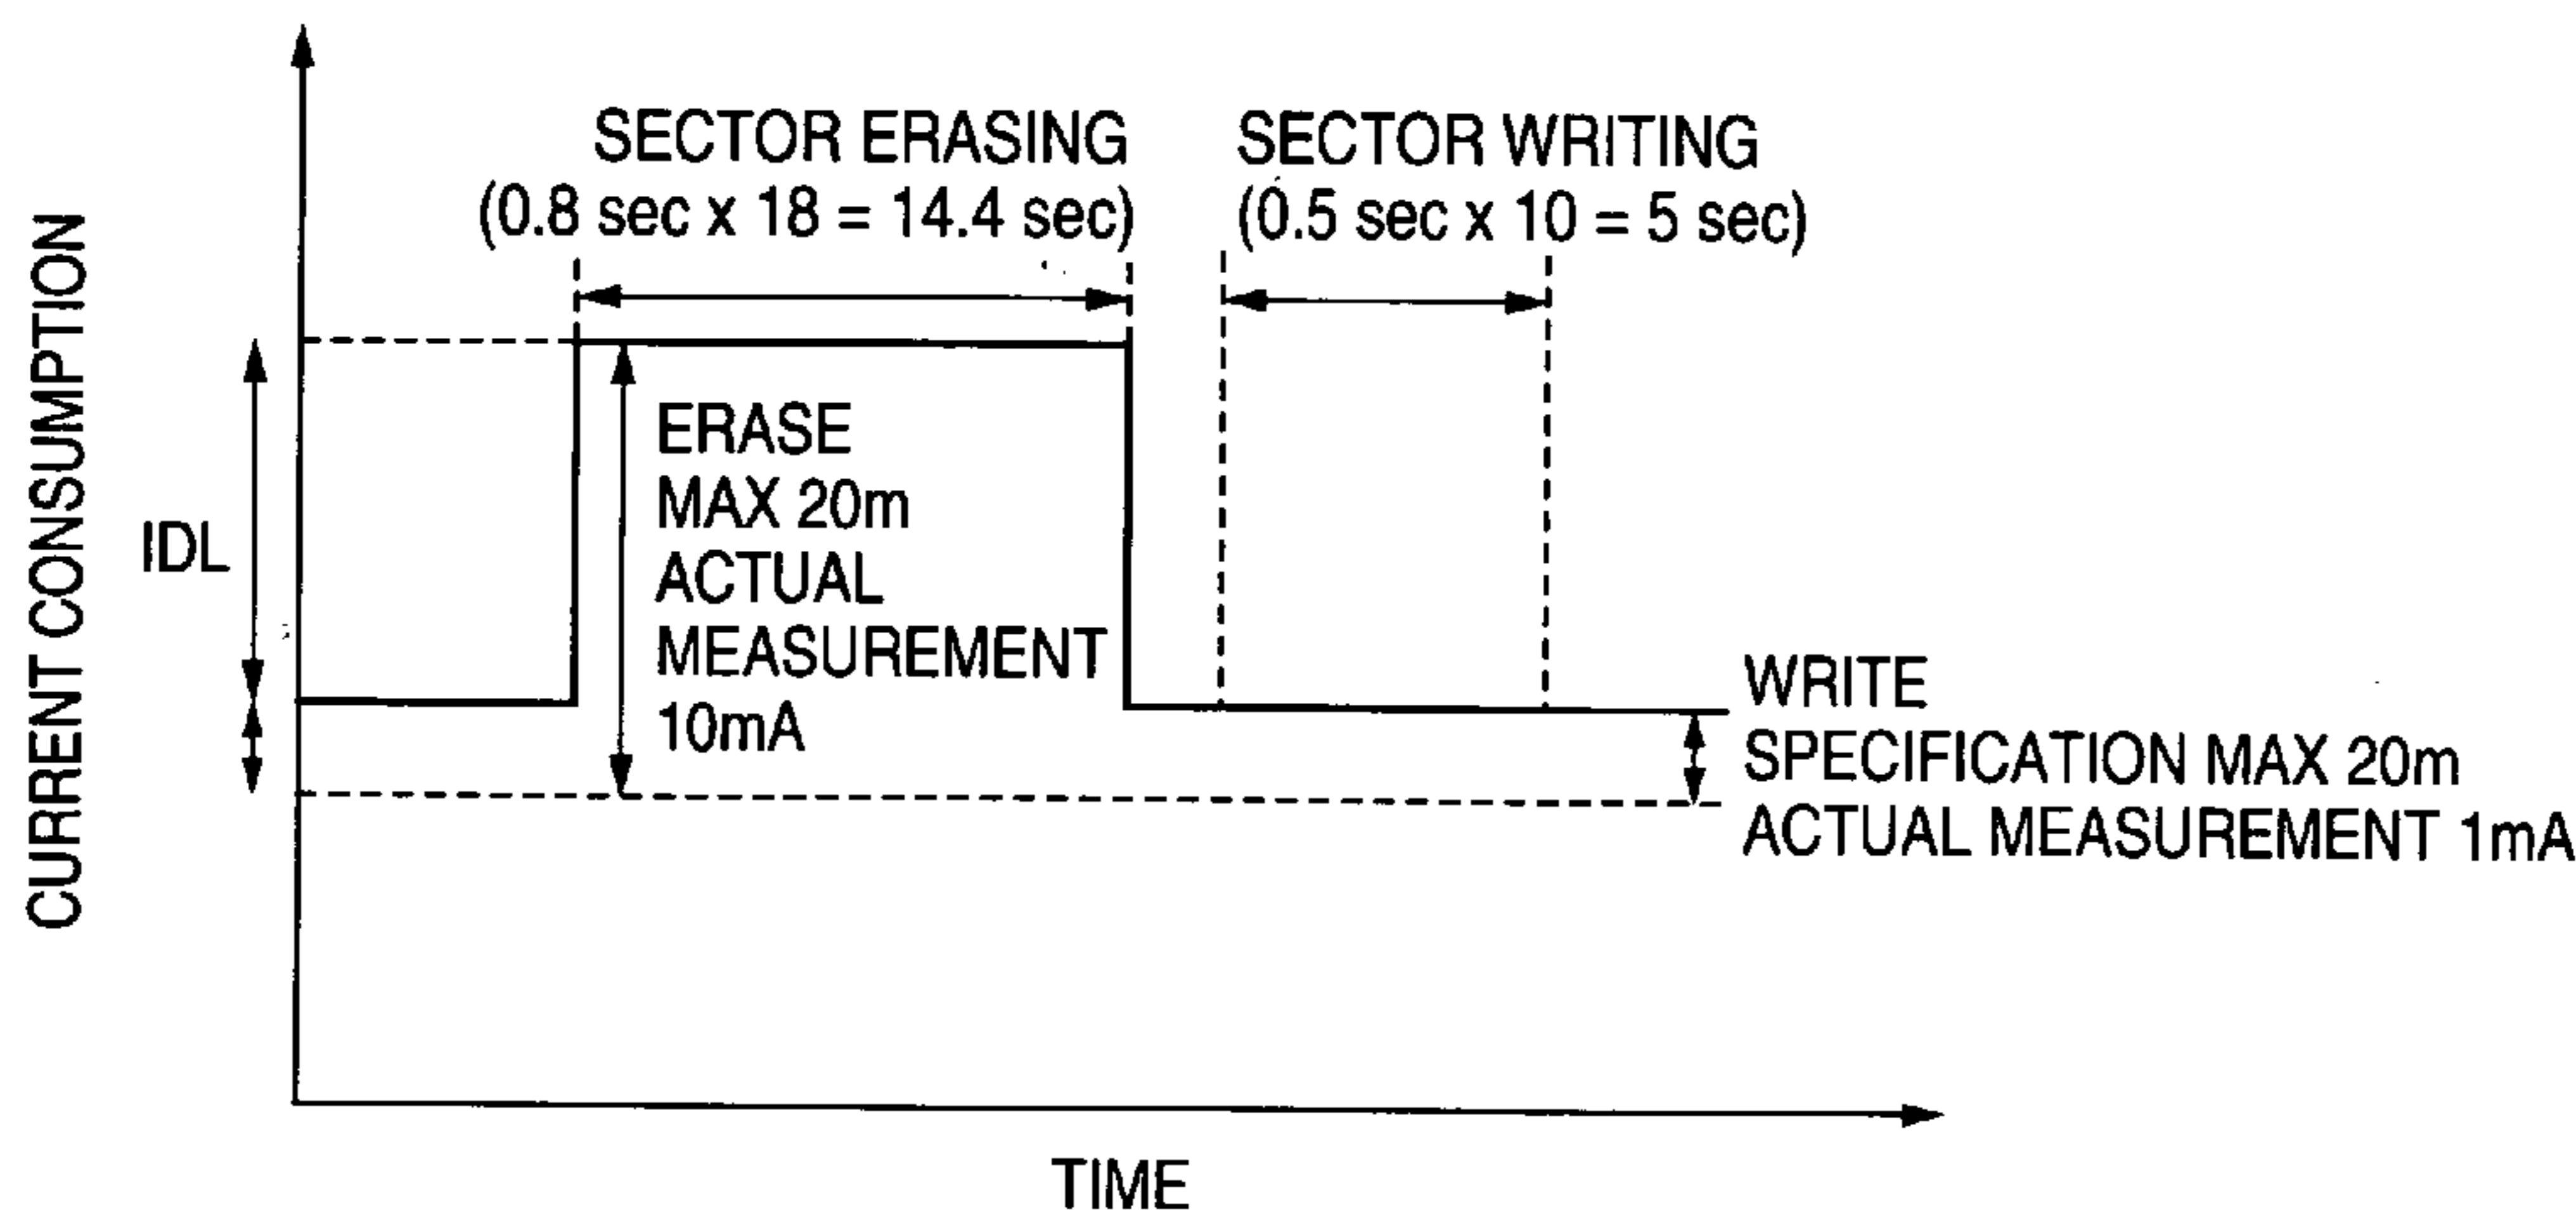 SECTOR ERASING
(0.8 sec x 18 = 14.4 sec)
SECTOR WRITING
(0.5 sec x 10 = 5 sec)
CURRENT CONSUMPTION
IDL
ERASE
MAX 20m
ACTUAL
MEASUREMENT
10mA
WRITE
SPECIFICATION MAX 20m
ACTUAL MEASUREMENT 1mA
TIME